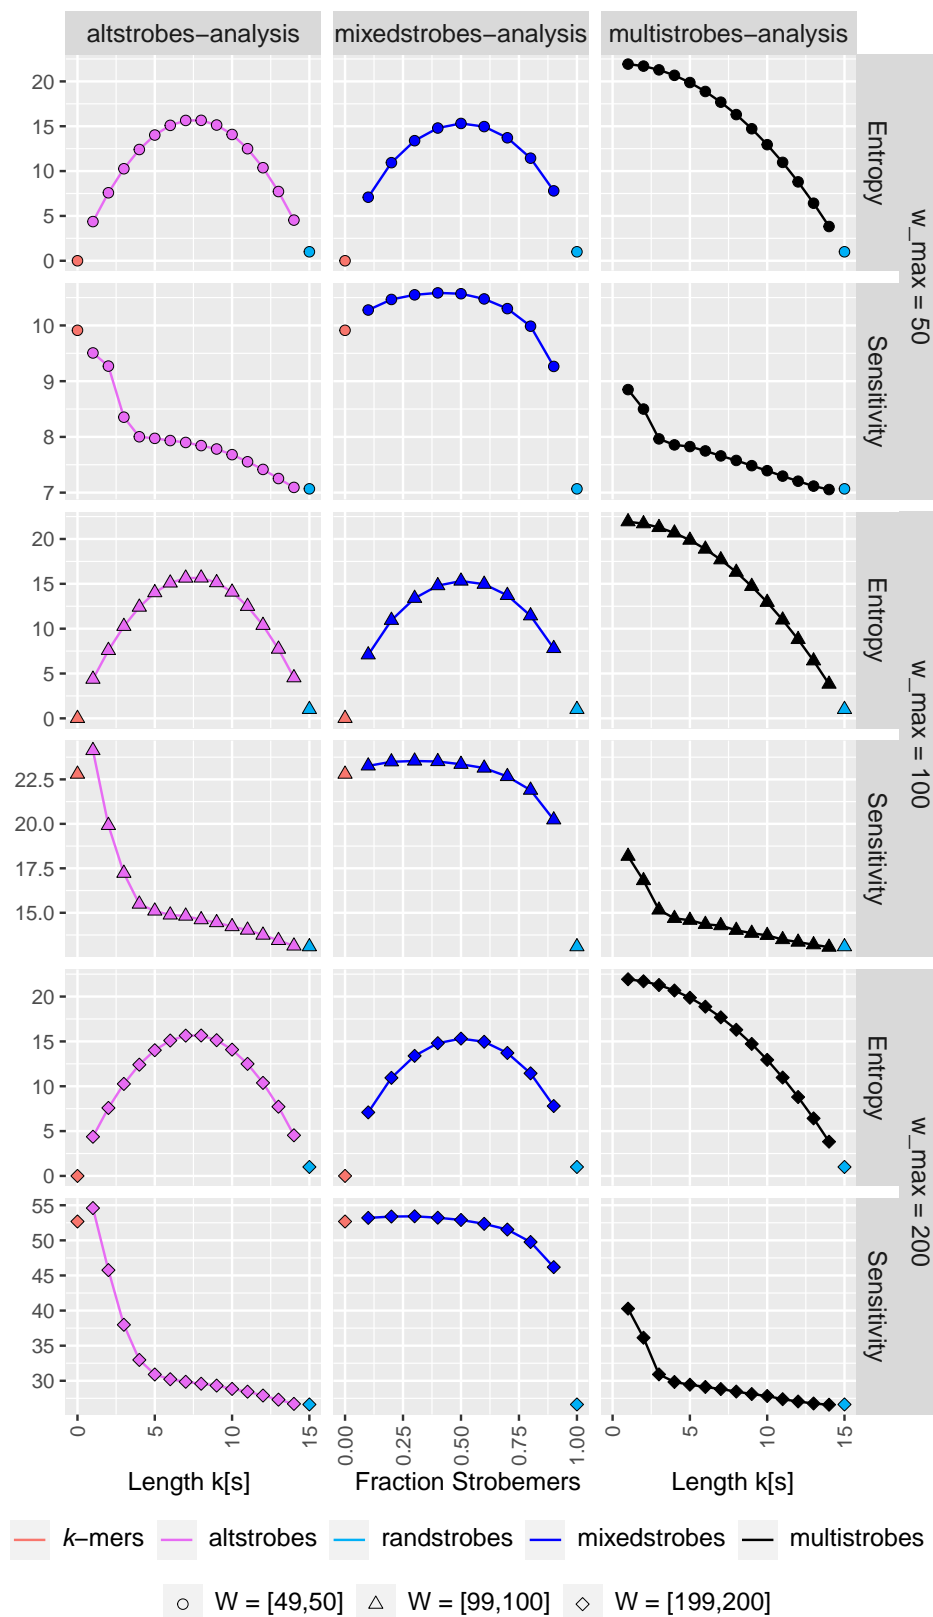 altstrobes−analysis mixedstrobes−analysis multistrobes−analysis
20
15
10
5
0
Entropy
10
9
8
7
Sensitivity
w_max = 50
20
15
10
5
0
Entropy
22.5
20.0
17.5
15.0
Sensitivity
w_max = 100
20
15
10
5
0
Entropy
55
50
45
40
35
30
Sensitivity
w_max = 200
0 5 10 15 0.00 0.25 0.50 0.75 1.00 0 5 10 15
Length k[s] Fraction Strobemers Length k[s]
k−mers altstrobes randstrobes mixedstrobes multistrobes
W = [49,50] W = [99,100] W = [199,200]